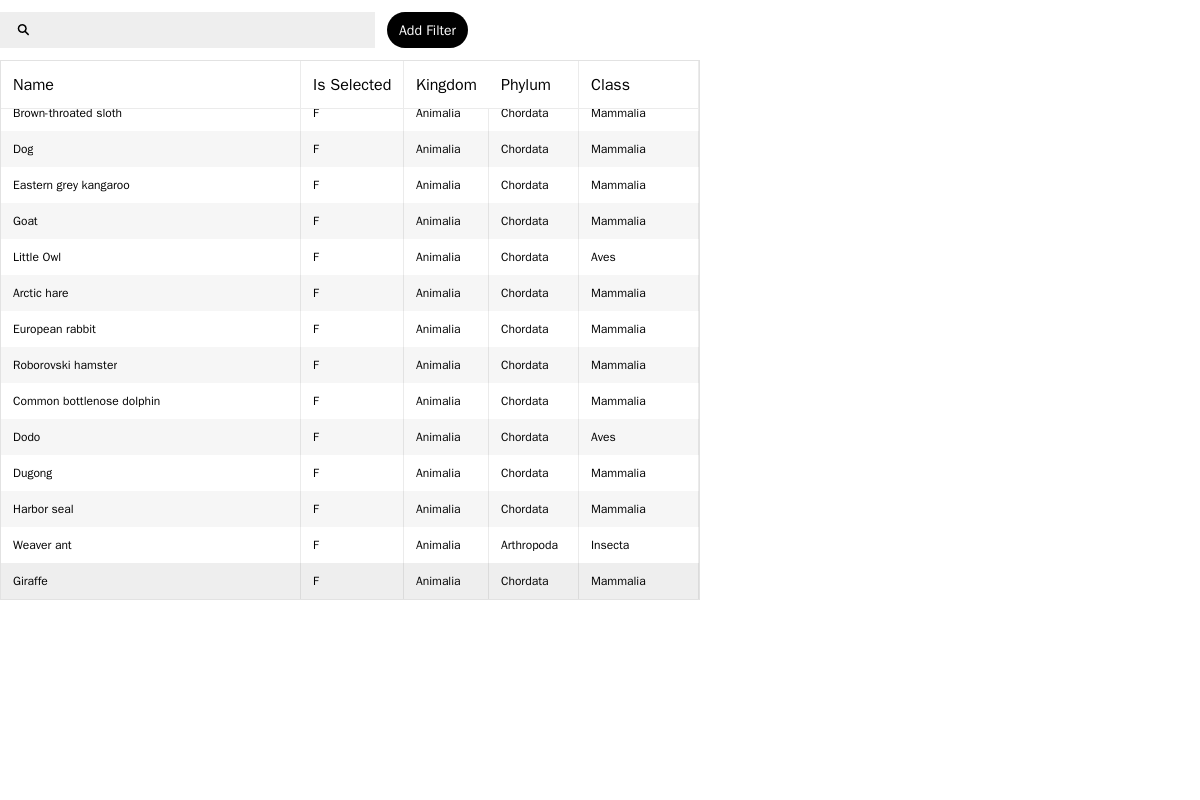 Add Filter
Name Is Selected Kingdom Phylum Class
Brown-throated sloth F Animalia Chordata Mammalia
Dog F Animalia Chordata Mammalia
Eastern grey kangaroo F Animalia Chordata Mammalia
Goat F Animalia Chordata Mammalia
Little Owl F Animalia Chordata Aves
Arctic hare F Animalia Chordata Mammalia
European rabbit F Animalia Chordata Mammalia
Roborovski hamster F Animalia Chordata Mammalia
Common bottlenose dolphin F Animalia Chordata Mammalia
Dodo F Animalia Chordata Aves
Dugong F Animalia Chordata Mammalia
Harbor seal F Animalia Chordata Mammalia
Weaver ant F Animalia Arthropoda Insecta
Giraffe F Animalia Chordata Mammalia